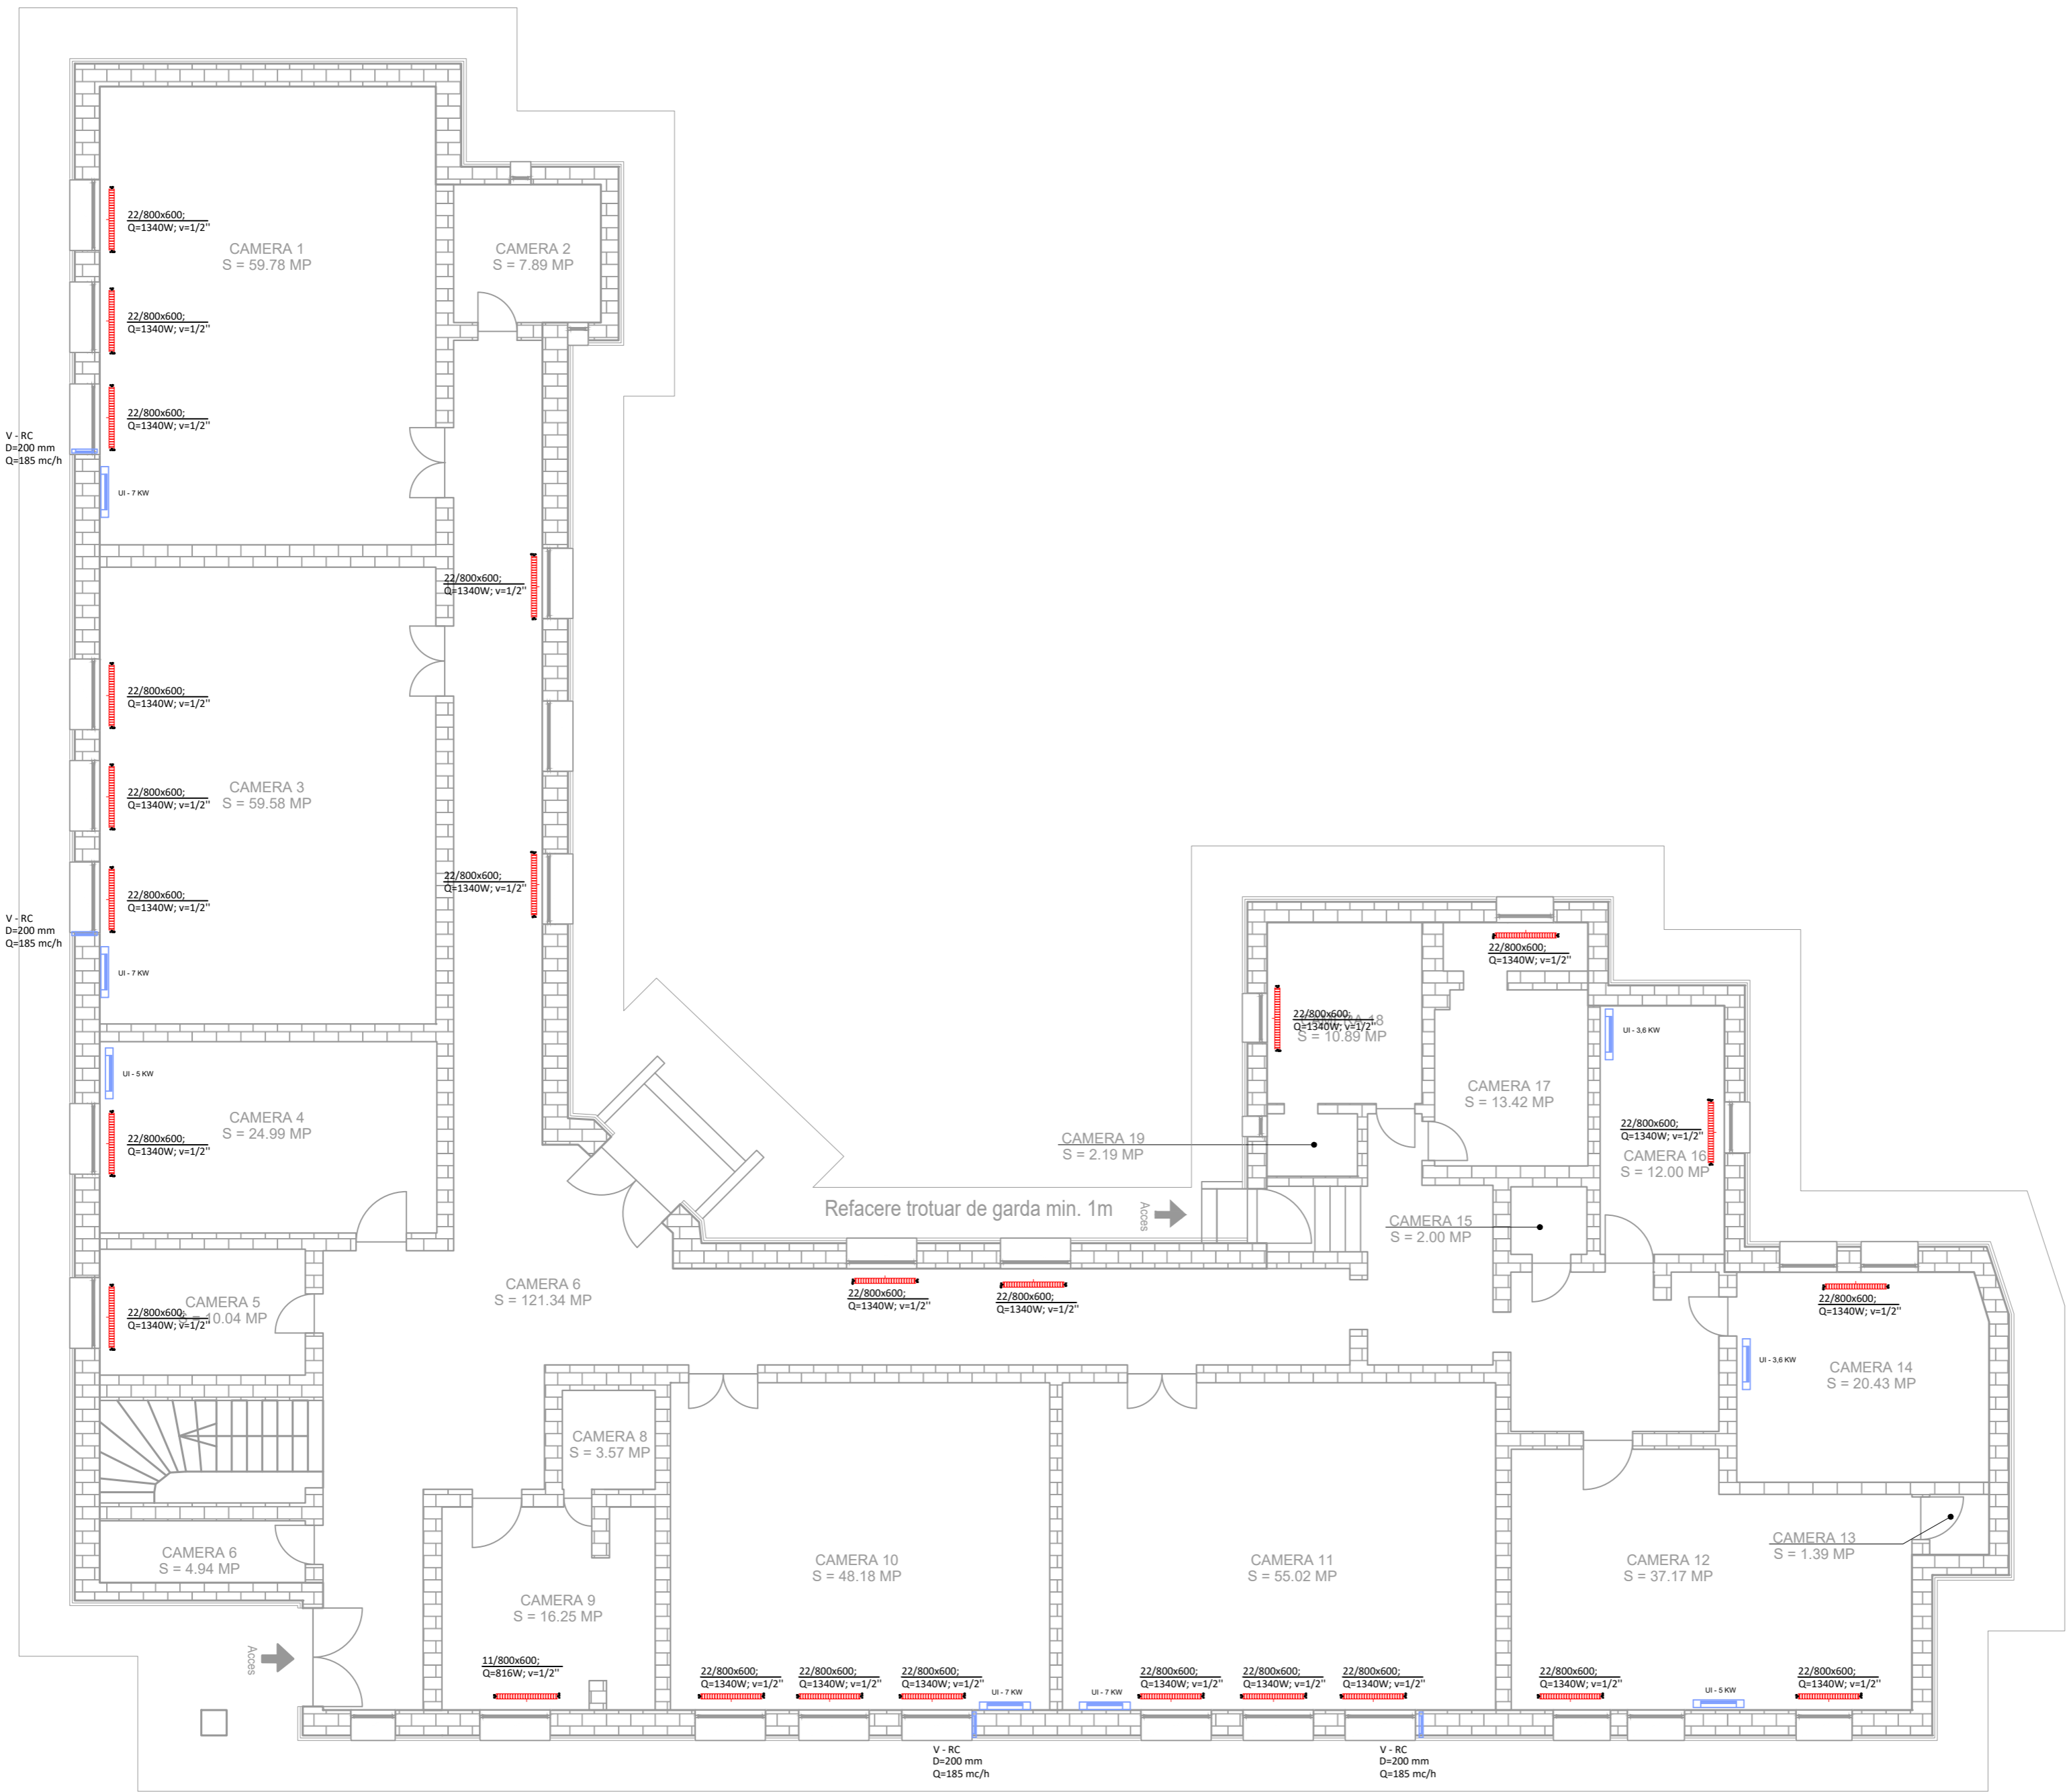 22/800x600;
Q=1340W; v=1/2"
CAMERA 1
S = 59.78 MP
CAMERA 2
S = 7.89 MP
22/800x600;
Q=1340W; v=1/2"
22/800x600;
Q=1340W; v=1/2"
V - RC
D=200 mm
Q=185 mc/h
UI - 7 KW
22/800x600;
Q=1340W; v=1/2"
22/800x600;
Q=1340W; v=1/2"
CAMERA 3
S = 59.58 MP
22/800x600;
Q=1340W; v=1/2"
22/800x600;
Q=1340W; v=1/2"
22/800x600;
Q=1340W; v=1/2"
V - RC
D=200 mm
Q=185 mc/h
UI - 7 KW
UI - 5 KW
CAMERA 4
S = 24.99 MP
22/800x600;
Q=1340W; v=1/2"
22/800x600;
Q=1340W; v=1/2"
22/800x600;
Q=1340W; v=1/2"
CAMERA 18
S = 10.89 MP
UI - 3,6 KW
CAMERA 17
S = 13.42 MP
22/800x600;
Q=1340W; v=1/2"
CAMERA 16
S = 12.00 MP
CAMERA 19
S = 2.19 MP
Refacere trotuar de garda min. 1m
Acces
CAMERA 15
S = 2.00 MP
CAMERA 5
S = 10.04 MP
22/800x600;
Q=1340W; v=1/2"
CAMERA 6
S = 121.34 MP
22/800x600;
Q=1340W; v=1/2"
22/800x600;
Q=1340W; v=1/2"
22/800x600;
Q=1340W; v=1/2"
UI - 3,6 KW
CAMERA 14
S = 20.43 MP
CAMERA 8
S = 3.57 MP
CAMERA 6
S = 4.94 MP
CAMERA 9
S = 16.25 MP
CAMERA 10
S = 48.18 MP
CAMERA 11
S = 55.02 MP
CAMERA 12
S = 37.17 MP
CAMERA 13
S = 1.39 MP
Acces
11/800x600;
Q=816W; v=1/2"
22/800x600;
Q=1340W; v=1/2"
22/800x600;
Q=1340W; v=1/2"
22/800x600;
Q=1340W; v=1/2"
UI - 7 KW
UI - 7 KW
22/800x600;
Q=1340W; v=1/2"
22/800x600;
Q=1340W; v=1/2"
22/800x600;
Q=1340W; v=1/2"
22/800x600;
Q=1340W; v=1/2"
UI - 5 KW
22/800x600;
Q=1340W; v=1/2"
V - RC
D=200 mm
Q=185 mc/h
V - RC
D=200 mm
Q=185 mc/h